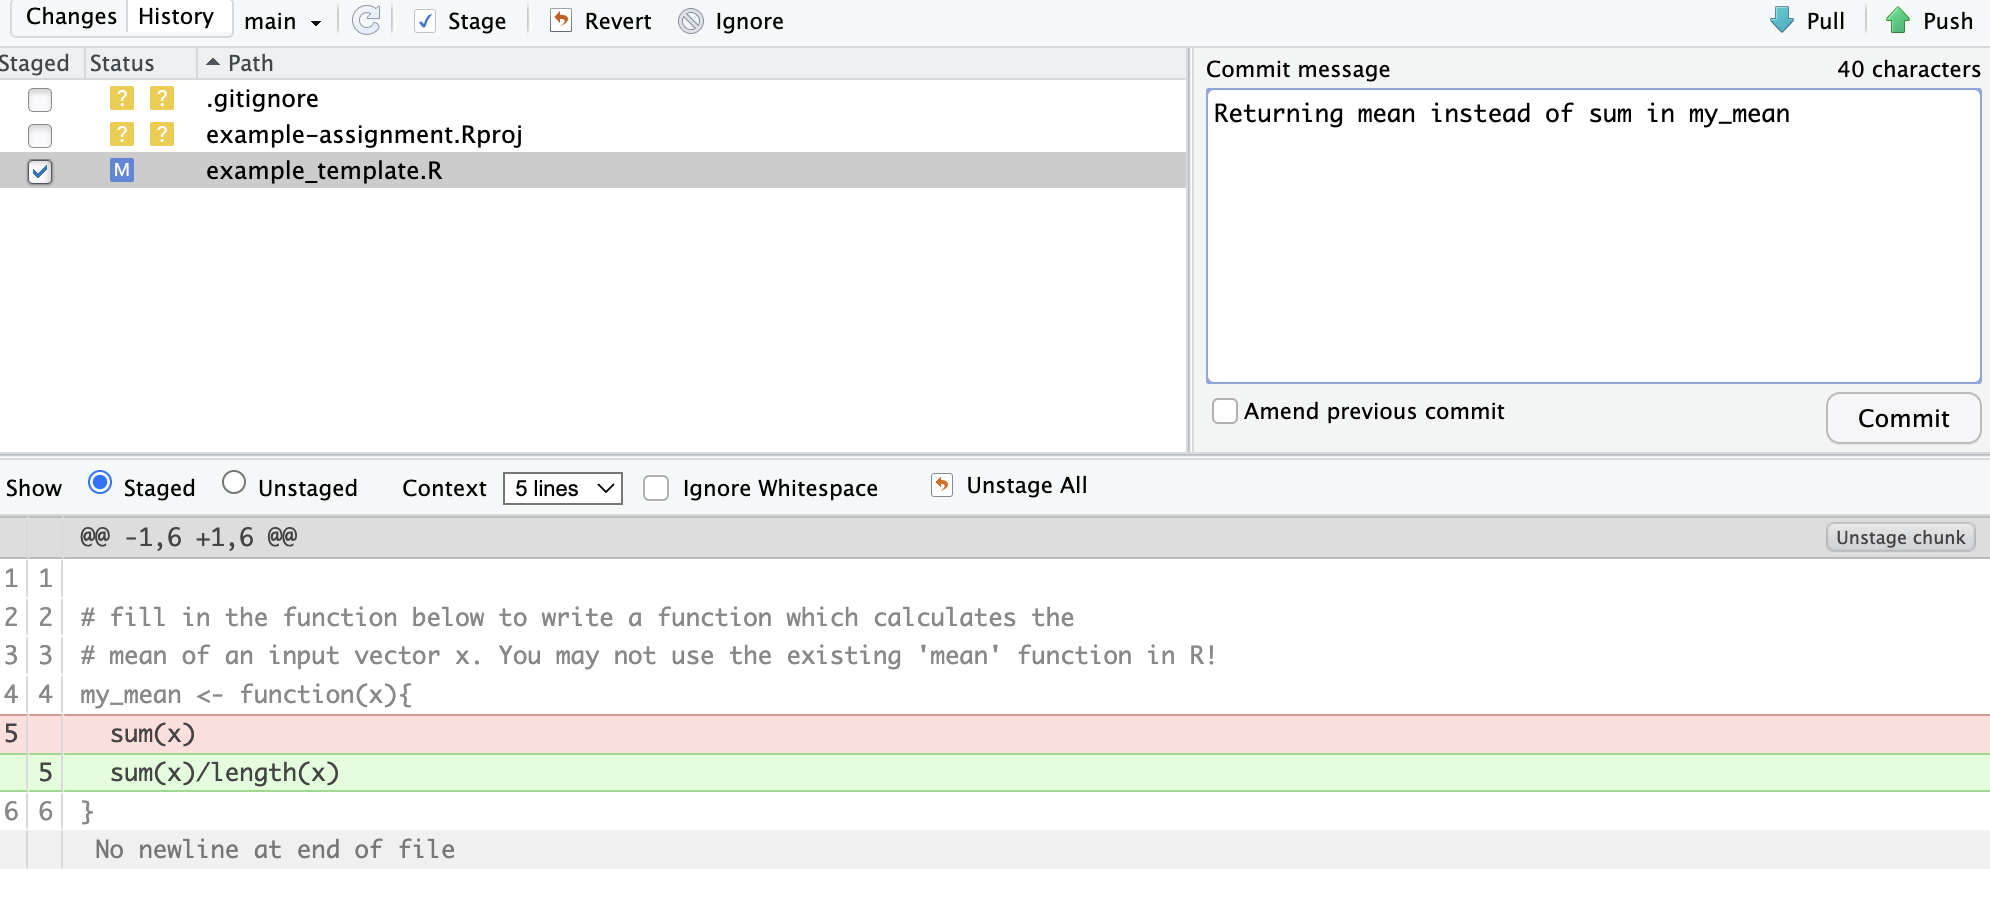 Changes History main Stage Revert Ignore Pull Push
Staged Status Path
? ? .gitignore
? ? example-assignment.Rproj
M example_template.R
Commit message 40 characters
Returning mean instead of sum in my_mean
Amend previous commit Commit
Show Staged Unstaged Context 5 lines Ignore Whitespace Unstage All
@@ -1,6 +1,6 @@ Unstage chunk
1 1
2 2 # fill in the function below to write a function which calculates the
3 3 # mean of an input vector x. You may not use the existing 'mean' function in R!
4 4 my_mean <- function(x){
5 sum(x)
5 sum(x)/length(x)
6 6 }
No newline at end of file